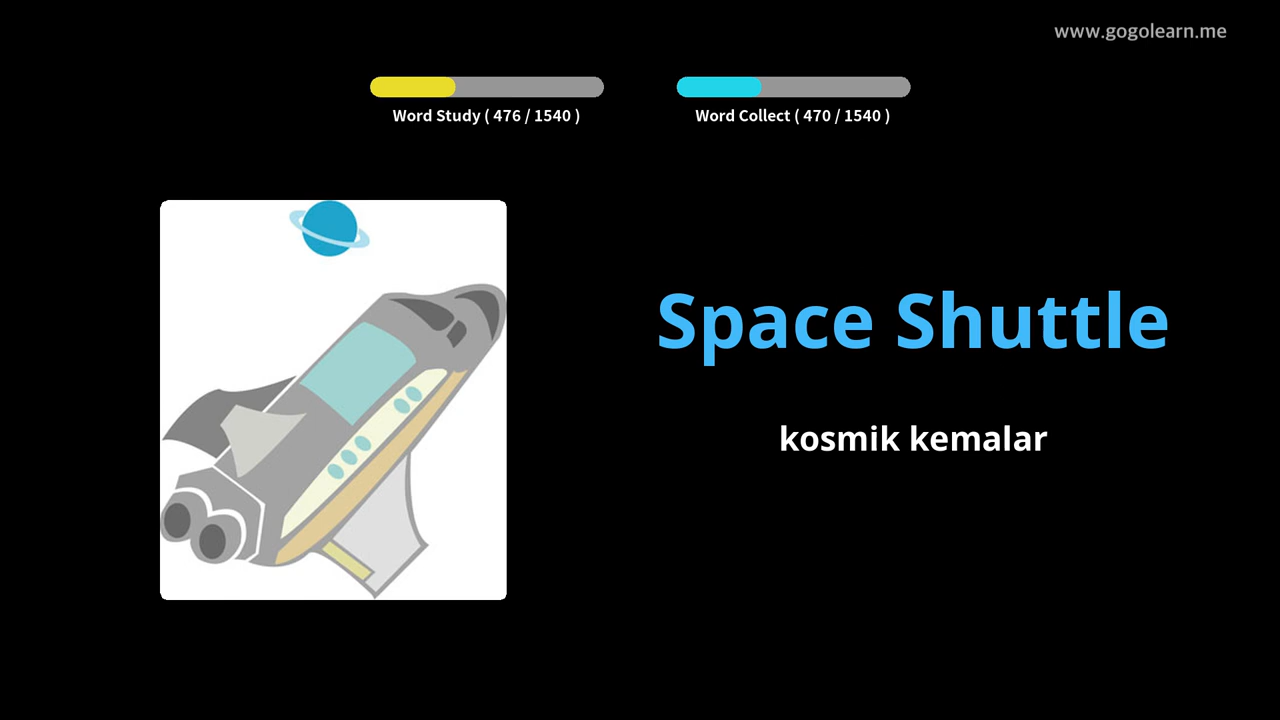 www.gogolearn.me
Word Study ( 476 / 1540 )
Word Collect ( 470 / 1540 )
Space Shuttle
kosmik kemalar